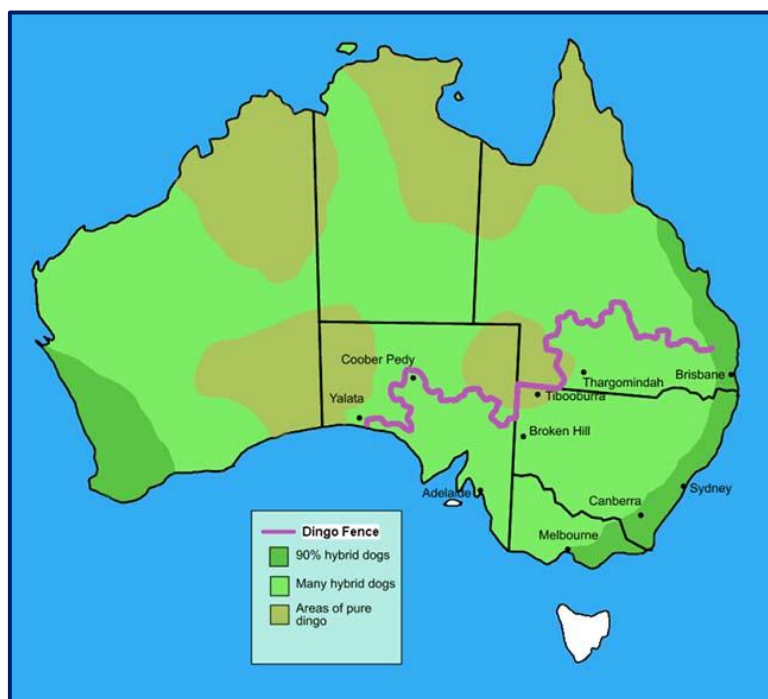 Coober Pedy
Yalata
Thargomindah
Brisbane
Tibooburra
Broken Hill
Adelaide
Canberra
Sydney
Melbourne
Dingo Fence
90% hybrid dogs
Many hybrid dogs
Areas of pure
dingo